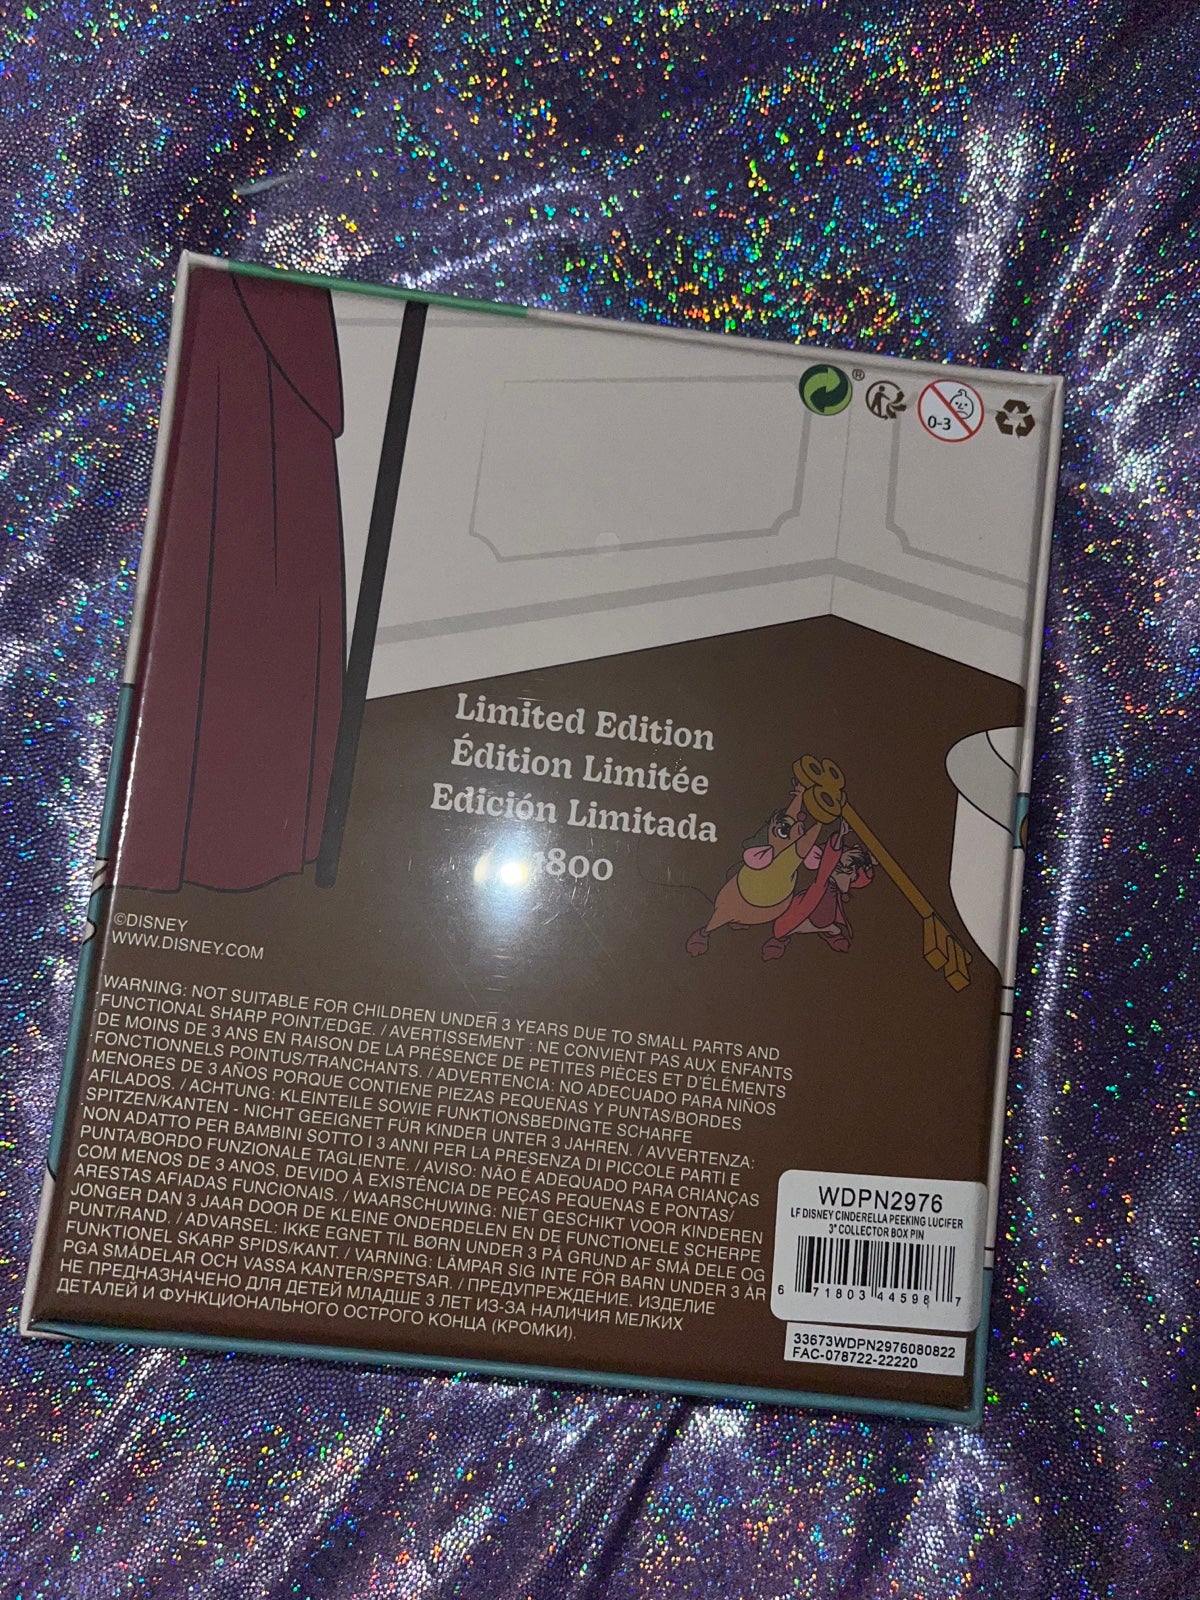 ®
0-3
Limited Edition
Édition Limitée
Edición Limitada
1800
©DISNEY
WWW.DISNEY.COM
WARNING: NOT SUITABLE FOR CHILDREN UNDER 3 YEARS DUE TO SMALL PARTS AND
FUNCTIONAL SHARP POINT/EDGE. / AVERTISSEMENT : NE CONVIENT PAS AUX ENFANTS
DE MOINS DE 3 ANS EN RAISON DE LA PRÉSENCE DE PETITES PIÈCES ET D'ÉLÉMENTS
FONCTIONNELS POINTUS/TRANCHANTS. / ADVERTENCIA: NO ADECUADO PARA NIÑOS
MENORES DE 3 AÑOS PORQUE CONTIENE PIEZAS PEQUEÑAS Y PUNTAS/BORDES
AFILADOS. / ACHTUNG: KLEINTEILE SOWIE FUNKTIONSBEDINGTE SCHARFE
SPITZEN/KANTEN - NICHT GEEIGNET FÜR KINDER UNTER 3 JAHREN. / AVVERTENZA:
NON ADATTO PER BAMBINI SOTTO I 3 ANNI PER LA PRESENZA DI PICCOLE PARTI E
PUNTA/BORDO FUNZIONALE TAGLIENTE. / AVISO: NÃO É ADEQUADO PARA CRIANÇAS
COM MENOS DE 3 ANOS, DEVIDO À EXISTÊNCIA DE PEÇAS PEQUENAS E PONTAS/
ARESTAS AFIADAS FUNCIONAIS. / WAARSCHUWING: NIET GESCHIKT VOOR KINDEREN
JONGER DAN 3 JAAR DOOR DE KLEINE ONDERDELEN EN DE FUNCTIONELE SCHERPE
PUNT/RAND. / ADVARSEL: IKKE EGNET TIL BØRN UNDER 3 PÅ GRUND AF SMÅ DELE OG
FUNKTIONEL SKARP SPIDS/KANT. / VARNING: LÄMPAR SIG INTE FÖR BARN UNDER 3 ÅR
PGA SMÅDELAR OCH VASSA KANTER/SPETSAR. / ПРЕДУПРЕЖДЕНИЕ. ИЗДЕЛИЕ
НЕ ПРЕДНАЗНАЧЕНО ДЛЯ ДЕТЕЙ МЛАДШЕ 3 ЛЕТ ИЗ-ЗА НАЛИЧИЯ МЕЛКИХ
ДЕТАЛЕЙ И ФУНКЦИОНАЛЬНОГО ОСТРОГО КОНЦА (КРОМКИ).
WDPN2976
LF DISNEY CINDERELLA PEEKING LUCIFER
3" COLLECTOR BOX PIN
6 71803 44598 7
33673WDPN2976080822
FAC-078722-22220